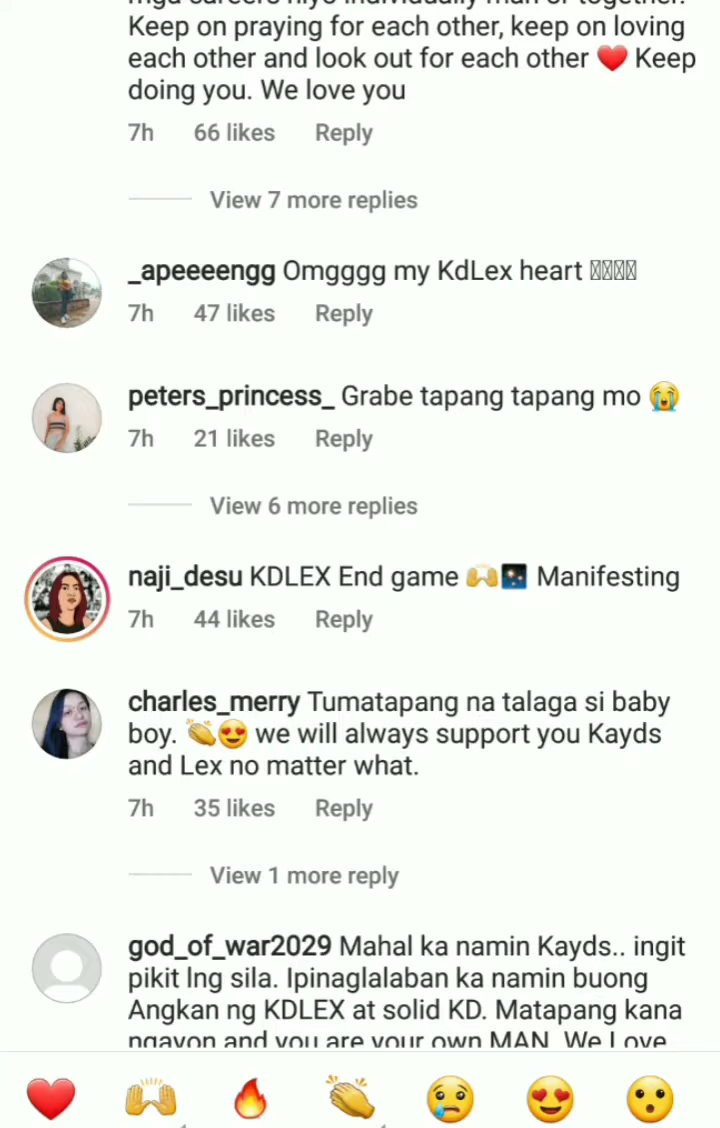 Keep on praying for each other, keep on loving
each other and look out for each other ❤️ Keep
doing you. We love you
7h 66 likes Reply
View 7 more replies
_apeeeengg Omgggg my KdLex heart
7h 47 likes Reply
peters_princess_ Grabe tapang tapang mo 😭
7h 21 likes Reply
View 6 more replies
naji_desu KDLEX End game 🙌🎇 Manifesting
7h 44 likes Reply
charles_merry Tumatapang na talaga si baby
boy. 👏😍 we will always support you Kayds
and Lex no matter what.
7h 35 likes Reply
View 1 more reply
god_of_war2029 Mahal ka namin Kayds.. ingit
pikit lng sila. Ipinaglalaban ka namin buong
Angkan ng KDLEX at solid KD. Matapang kana
ngayon and you are your own MAN. We Love